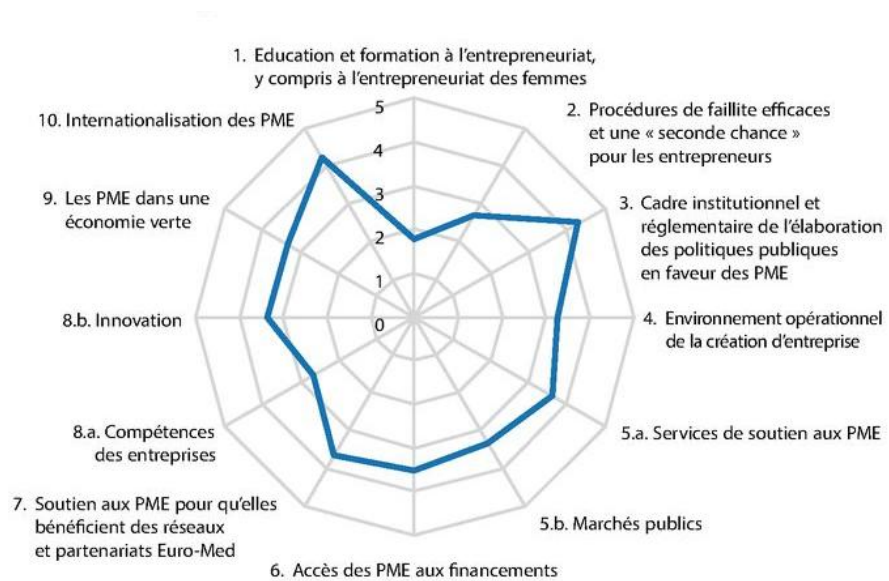 1. Education et formation à l'entrepreneuriat,
y compris à l'entrepreneuriat des femmes
2. Procédures de faillite efficaces
et une « seconde chance »
pour les entrepreneurs
3. Cadre institutionnel et
réglementaire de l'élaboration
des politiques publiques
en faveur des PME
4. Environnement opérationnel
de la création d'entreprise
5.a. Services de soutien aux PME
5.b. Marchés publics
6. Accès des PME aux financements
7. Soutien aux PME pour qu'elles
bénéficient des réseaux
et partenariats Euro-Med
8.a. Compétences
des entreprises
8.b. Innovation
9. Les PME dans une
économie verte
10. Internationalisation des PME
5
4
3
2
1
0